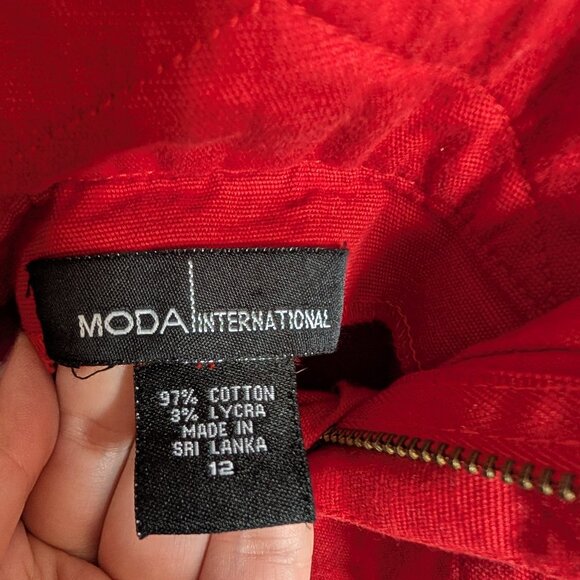 MODA INTERNATIONAL
97% COTTON
3% LYCRA
MADE IN
SRI LANKA
12